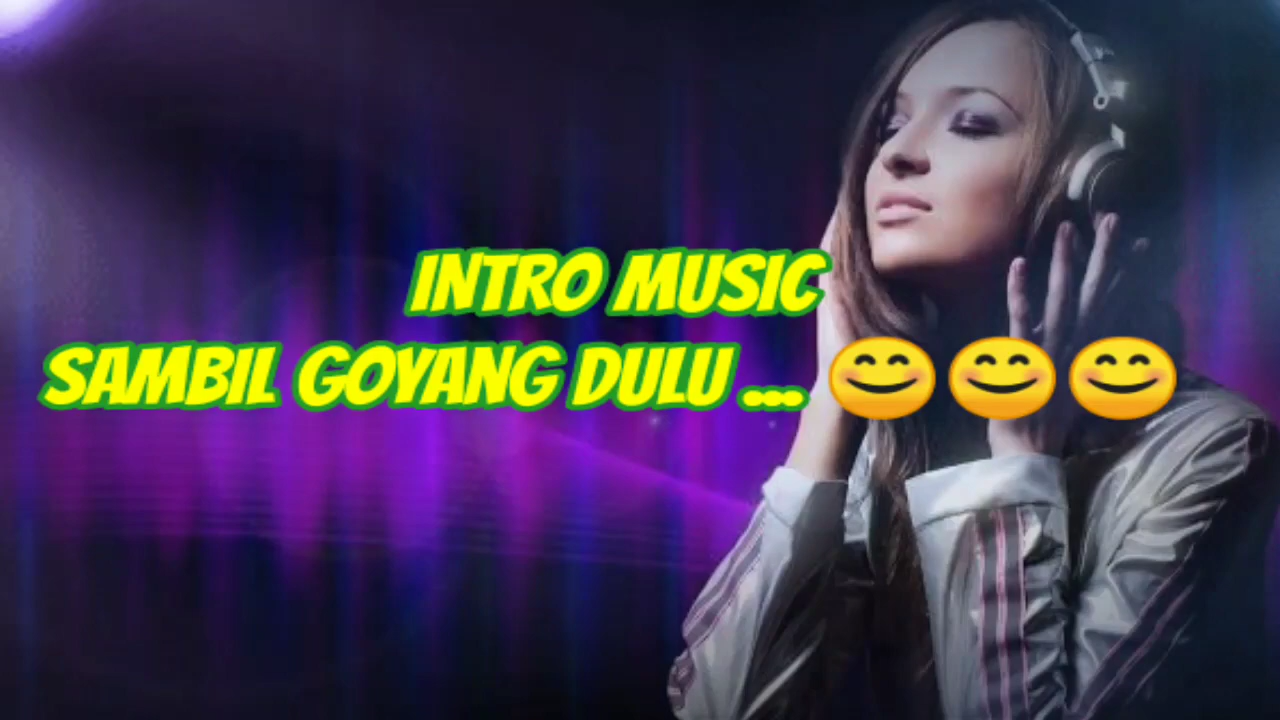 INTRO MUSIC
SAMBIL GOYANG DULU ... 😊😊😊